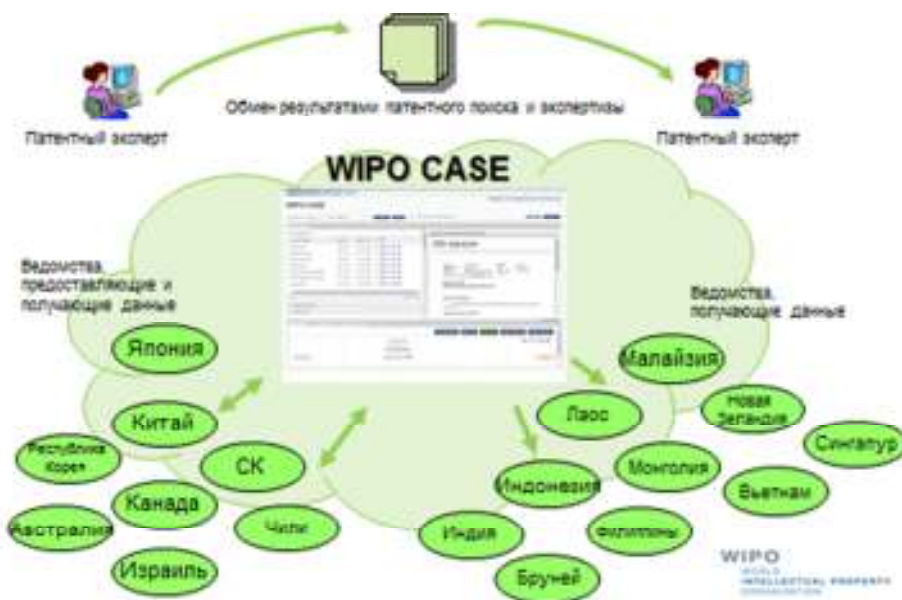 Обмен результатами патентного поиска и экспертизы
Патентный эксперт
Патентный эксперт
WIPO CASE
WIPO CASE
Ведомства,
предоставляющие и
получающие данные
Ведомства,
получающие данные
Япония
Китай
Республика
Корея
СК
Канада
Австралия
Чили
Израиль
Малайзия
Лаос
Новая
Зеландия
Сингапур
Монголия
Индонезия
Вьетнам
Индия
Филиппины
Бруней
WIPO
WORLD
INTELLECTUAL PROPERTY
ORGANIZATION